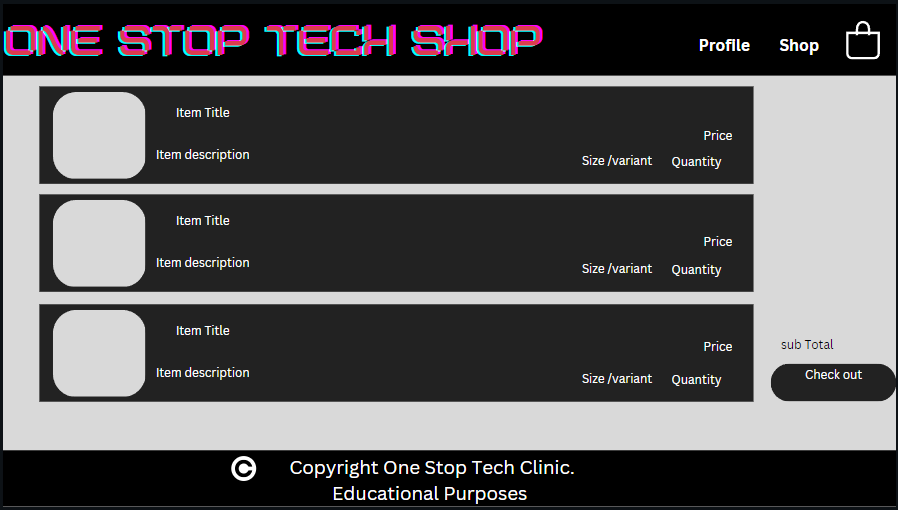 ONE STOP TECH SHOP
Profile Shop
Item Title
Price
Item description
Size /variant Quantity
Item Title
Price
Item description
Size /variant Quantity
Item Title
Price
Item description
Size /variant Quantity
sub Total
Check out
© Copyright One Stop Tech Clinic.
Educational Purposes